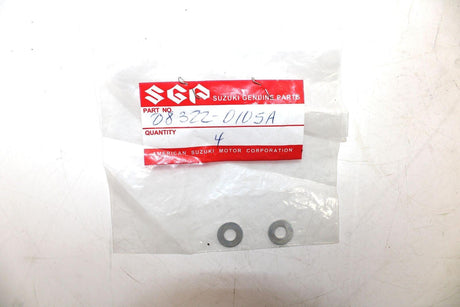 SGP
SUZUKI GENUINE PARTS
PART NO. 08322-0105A
QUANTITY 4
AMERICAN SUZUKI MOTOR CORPORATION